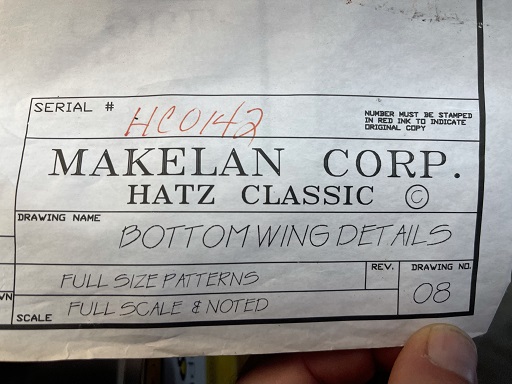 SERIAL # HC0142
NUMBER MUST BE STAMPED
IN RED INK TO INDICATE
ORIGINAL COPY
MAKELAN CORP.
HATZ CLASSIC ©
DRAWING NAME
BOTTOM WING DETAILS
FULL SIZE PATTERNS
REV.
DRAWING NO.
08
WN
SCALE FULL SCALE & NOTED